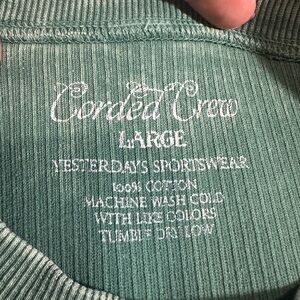 Corded Crew
LARGE
YESTERDAYS SPORTSWEAR
100% COTTON
MACHINE WASH COLD
WITH LIKE COLORS
TUMBLE DRY LOW